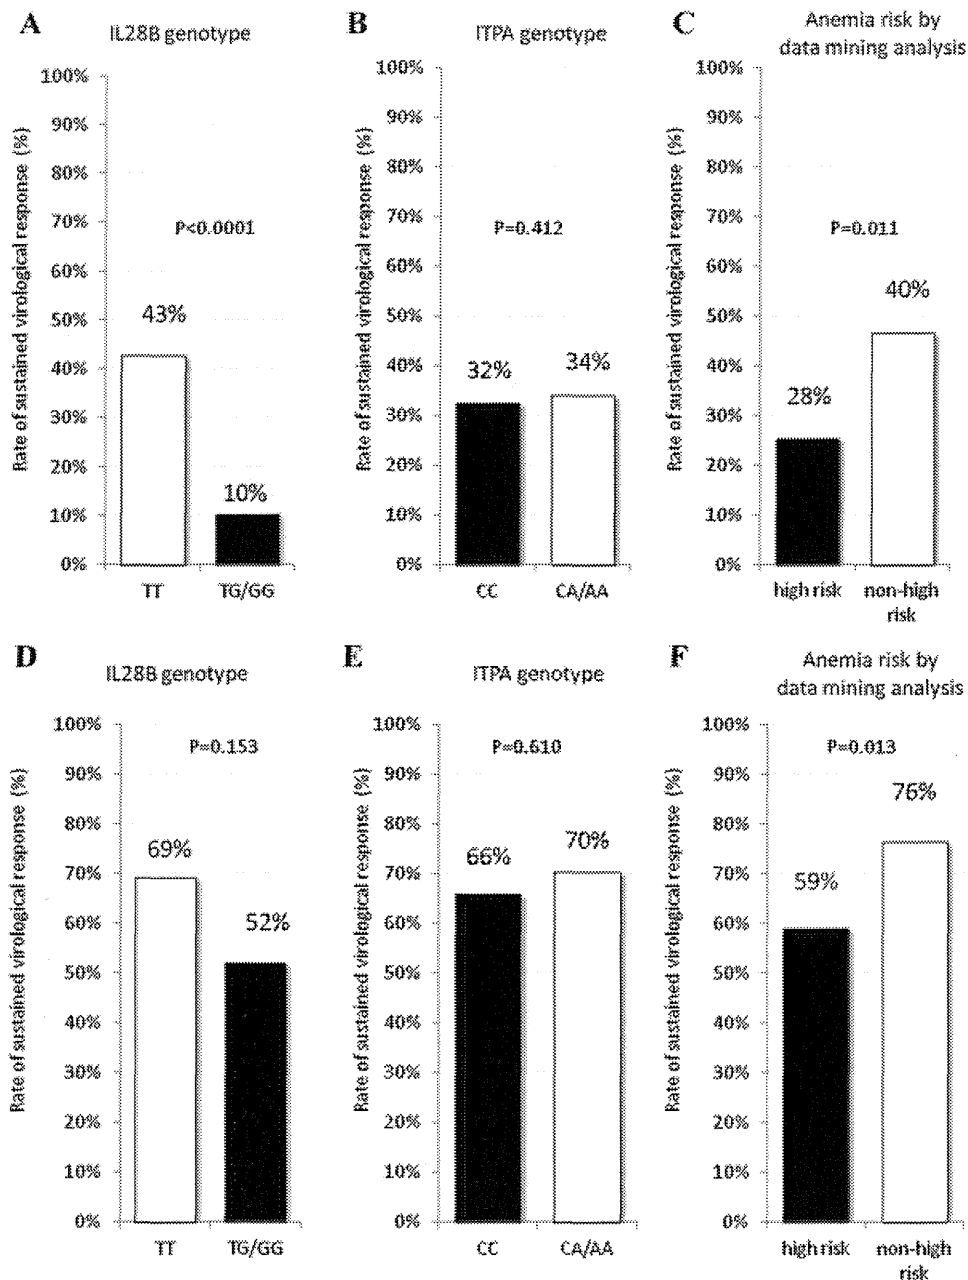 A
IL28B genotype
Rate of sustained virological response (%)
100%
90%
80%
70%
60%
50%
40%
30%
20%
10%
0%
P<0.0001
43%
10%
TT
TG/GG
B
ITPA genotype
Rate of sustained virological response (%)
100%
90%
80%
70%
60%
50%
40%
30%
20%
10%
0%
P=0.412
32%
34%
CC
CA/AA
C
Anemia risk by
data mining analysis
Rate of sustained virological response (%)
100%
90%
80%
70%
60%
50%
40%
30%
20%
10%
0%
P=0.011
40%
28%
high risk
non-high
risk
D
IL28B genotype
Rate of sustained virological response (%)
100%
90%
80%
70%
60%
50%
40%
30%
20%
10%
0%
P=0.153
69%
52%
TT
TG/GG
E
ITPA genotype
Rate of sustained virological response (%)
100%
90%
80%
70%
60%
50%
40%
30%
20%
10%
0%
P=0.610
66%
70%
CC
CA/AA
F
Anemia risk by
data mining analysis
Rate of sustained virological response (%)
100%
90%
80%
70%
60%
50%
40%
30%
20%
10%
0%
P=0.013
76%
59%
high risk
non-high
risk